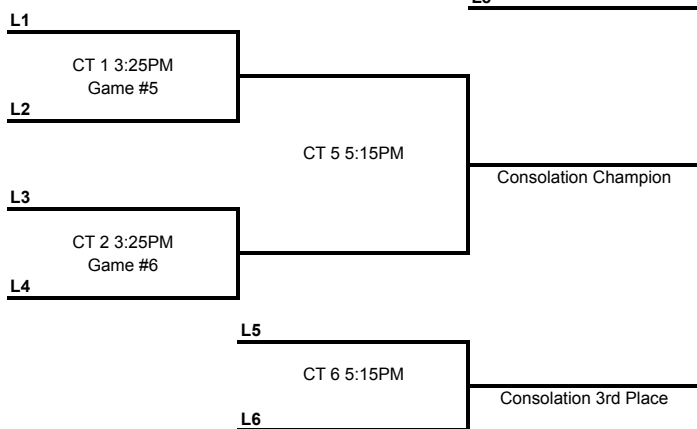 L1
CT 1 3:25PM
Game #5
L2
CT 5 5:15PM
Consolation Champion
L3
CT 2 3:25PM
Game #6
L4
L5
CT 6 5:15PM
Consolation 3rd Place
L6